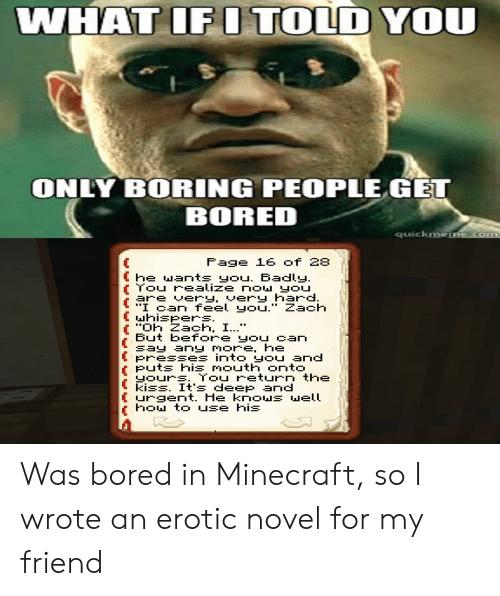 WHAT IF I TOLD YOU
ONLY BORING PEOPLE GET
BORED
quickmeme.com
Page 16 of 28
he wants you. Badly.
You realize now you
are very, very hard.
"I can feel you." Zach
whispers.
"Oh Zach, I..."
But before you can
say any more, he
presses into you and
puts his mouth onto
yours. You return the
kiss. It's deep and
urgent. He knows well
how to use his
Was bored in Minecraft, so I
wrote an erotic novel for my
friend